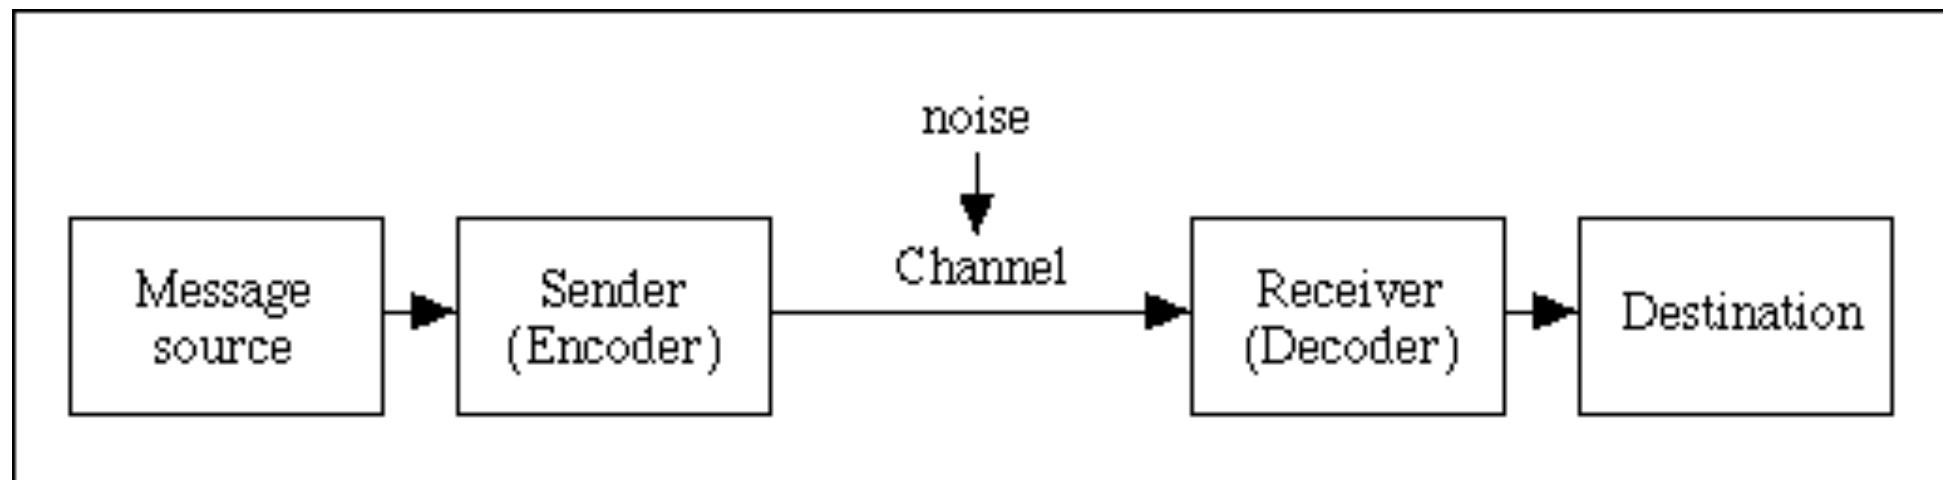 noise
Channel
Message
source
Sender
(Encoder)
Receiver
(Decoder)
Destination